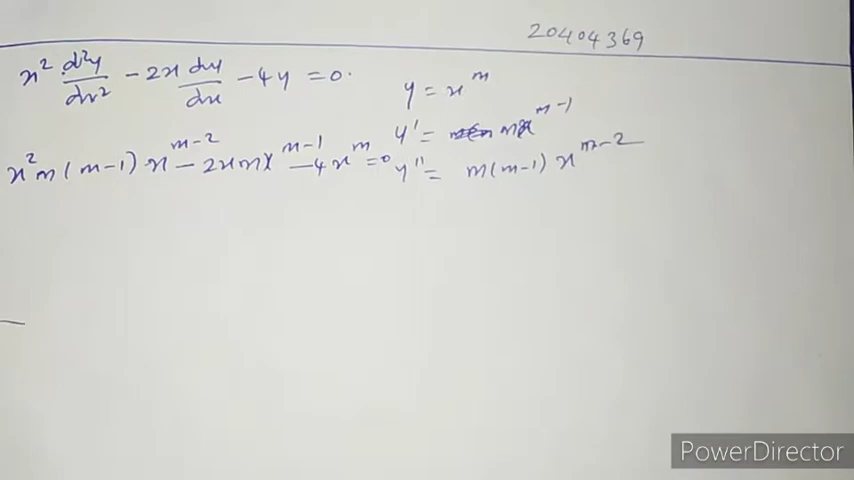 20404369
x² d²y/dx² - 2x dy/dx - 4y = 0.
y = x^m
y' = mx^m-1
x² m(m-1) x^m-2 - 2x m x^m-1 - 4x^m = 0
y'' = m(m-1) x^m-2
PowerDirector